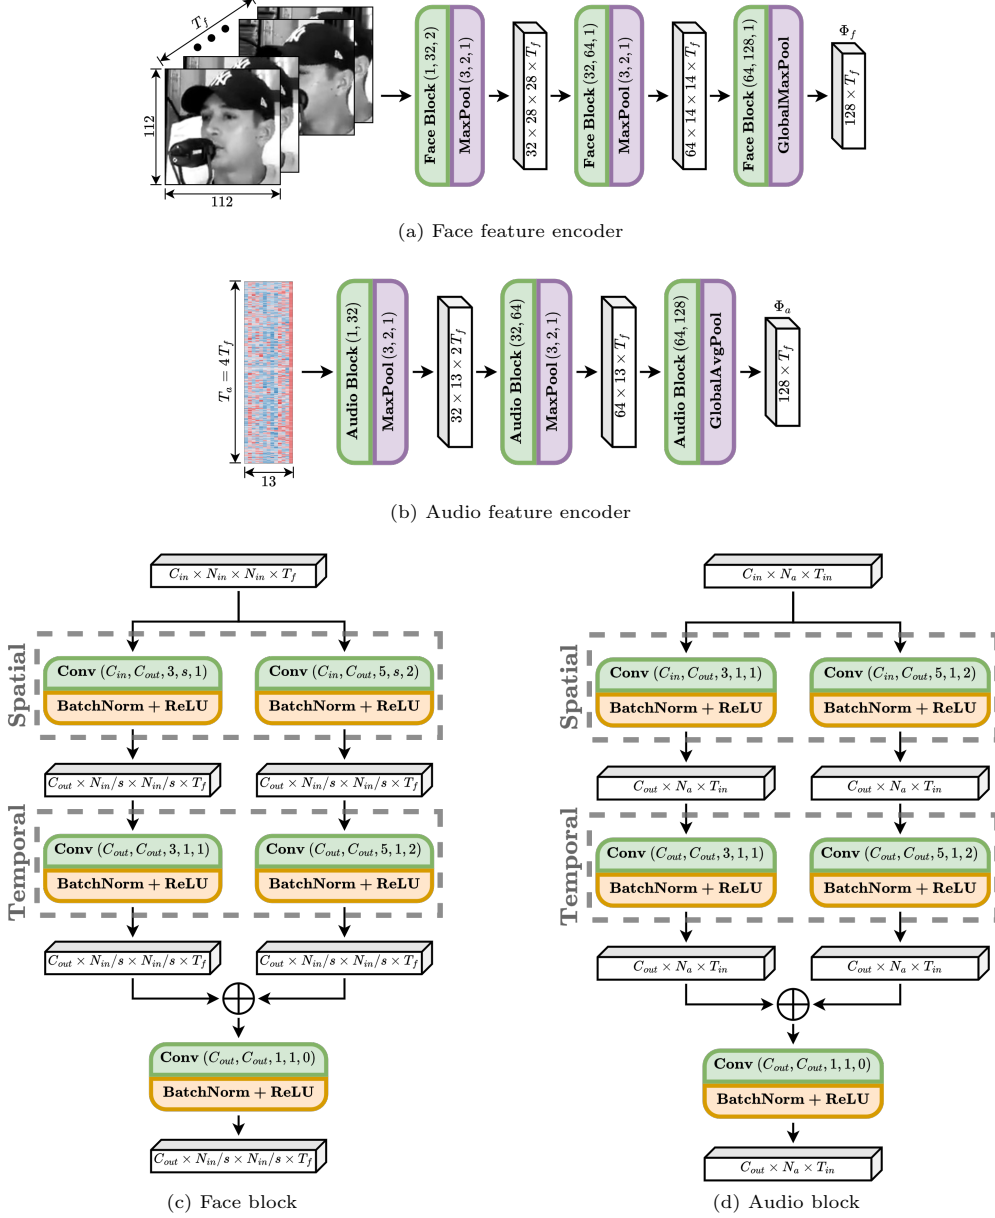 T_f
112
112
Face Block (1, 32, 2)
MaxPool (3, 2, 1)
32 × 28 × 28 × T_f
Face Block (32, 64, 1)
MaxPool (3, 2, 1)
64 × 14 × 14 × T_f
Face Block (64, 128, 1)
GlobalMaxPool
Φ_f
128 × T_f
(a) Face feature encoder
T_a = 4 T_f
13
Audio Block (1, 32)
MaxPool (3, 2, 1)
32 × 13 × 2 T_f
Audio Block (32, 64)
MaxPool (3, 2, 1)
64 × 13 × T_f
Audio Block (64, 128)
GlobalAvgPool
Φ_a
128 × T_f
(b) Audio feature encoder
C_in × N_in × N_in × T_f
Spatial
Conv (C_in, C_out, 3, s, 1)
BatchNorm + ReLU
Conv (C_in, C_out, 5, s, 2)
BatchNorm + ReLU
C_out × N_in/s × N_in/s × T_f
C_out × N_in/s × N_in/s × T_f
Temporal
Conv (C_out, C_out, 3, 1, 1)
BatchNorm + ReLU
Conv (C_out, C_out, 5, 1, 2)
BatchNorm + ReLU
C_out × N_in/s × N_in/s × T_f
C_out × N_in/s × N_in/s × T_f
Conv (C_out, C_out, 1, 1, 0)
BatchNorm + ReLU
C_out × N_in/s × N_in/s × T_f
(c) Face block
C_in × N_a × T_in
Spatial
Conv (C_in, C_out, 3, 1, 1)
BatchNorm + ReLU
Conv (C_in, C_out, 5, 1, 2)
BatchNorm + ReLU
C_out × N_a × T_in
C_out × N_a × T_in
Temporal
Conv (C_out, C_out, 3, 1, 1)
BatchNorm + ReLU
Conv (C_out, C_out, 5, 1, 2)
BatchNorm + ReLU
C_out × N_a × T_in
C_out × N_a × T_in
Conv (C_out, C_out, 1, 1, 0)
BatchNorm + ReLU
C_out × N_a × T_in
(d) Audio block